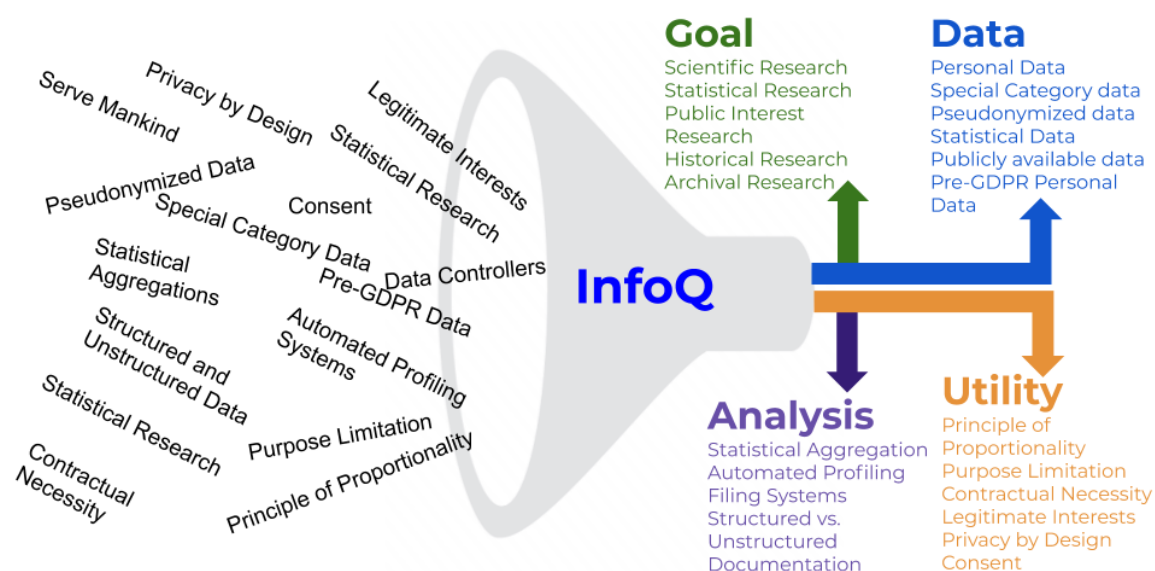 Serve Mankind
Privacy by Design
Legitimate Interests
Statistical Research
Pseudonymized Data
Consent
Special Category Data
Data Controllers
Statistical
Aggregations
Pre-GDPR Data
Structured and
Unstructured Data
Automated Profiling
Systems
Statistical Research
Purpose Limitation
Contractual
Necessity
Principle of Proportionality
InfoQ
Goal
Scientific Research
Statistical Research
Public Interest
Research
Historical Research
Archival Research
Data
Personal Data
Special Category data
Pseudonymized data
Statistical Data
Publicly available data
Pre-GDPR Personal
Data
Analysis
Statistical Aggregation
Automated Profiling
Filing Systems
Structured vs.
Unstructured
Documentation
Utility
Principle of
Proportionality
Purpose Limitation
Contractual Necessity
Legitimate Interests
Privacy by Design
Consent